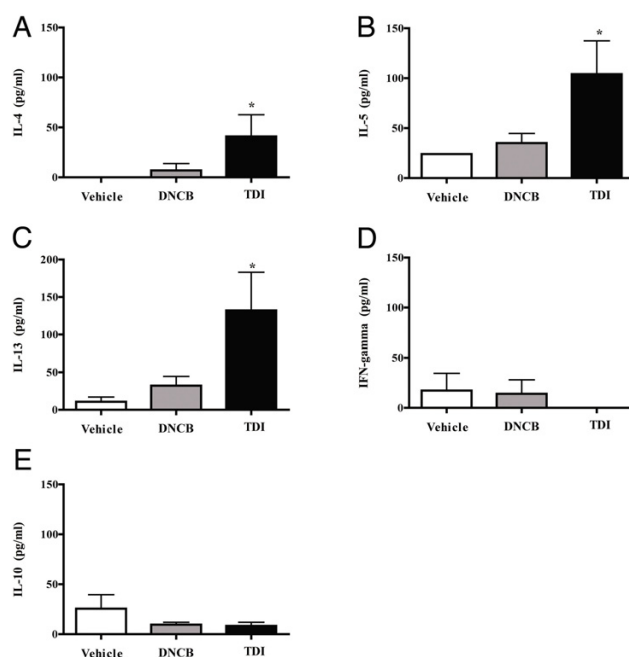 A
IL-4 (pg/ml)
150
100
50
0
*
Vehicle DNCB TDI
B
IL-5 (pg/ml)
150
100
50
0
*
Vehicle DNCB TDI
C
IL-13 (pg/ml)
200
150
100
50
0
*
Vehicle DNCB TDI
D
IFN-gamma (pg/ml)
150
100
50
0
Vehicle DNCB TDI
E
IL-10 (pg/ml)
150
100
50
0
Vehicle DNCB TDI